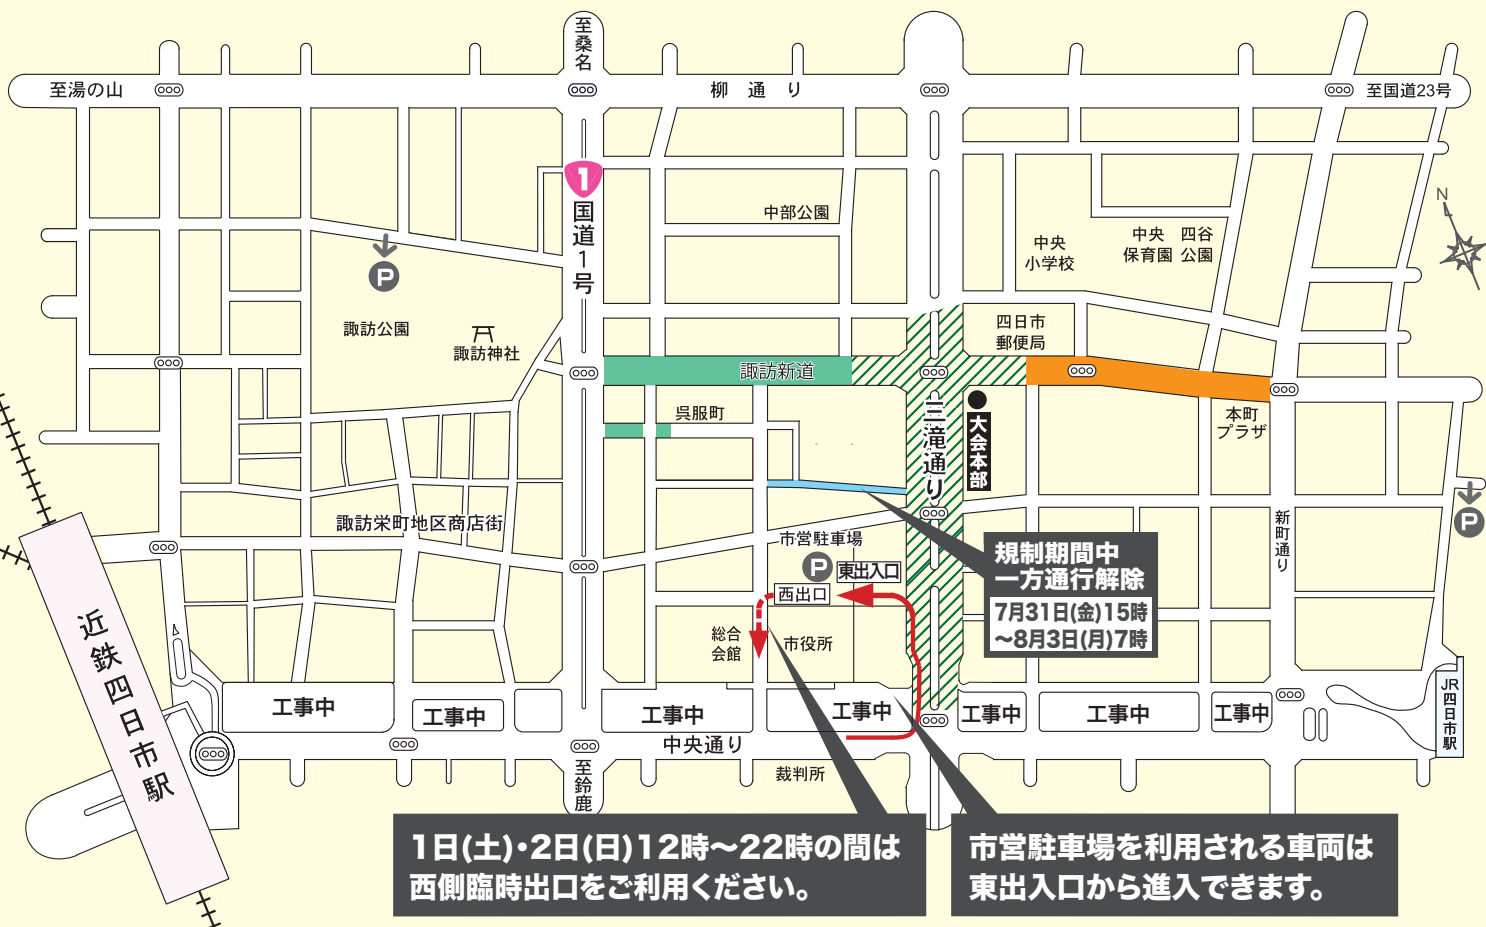 至桑名
至湯の山
柳通り
至国道23号
1
国道1号
N
中部公園
中央
小学校
中央
保育園
四谷
公園
P
諏訪公園
諏訪神社
四日市
郵便局
諏訪新道
呉服町
三滝通り
大会本部
本町
プラザ
諏訪栄町地区商店街
市営駐車場
P
東出入口
西出口
規制期間中
一方通行解除
7月31日(金)15時
～8月3日(月)7時
新町通り
P
総合
会館
市役所
近鉄四日市駅
工事中
工事中
工事中
工事中
工事中
工事中
工事中
JR四日市駅
中央通り
至鈴鹿
裁判所
1日(土)・2日(日)12時～22時の間は
西側臨時出口をご利用ください。
市営駐車場を利用される車両は
東出入口から進入できます。